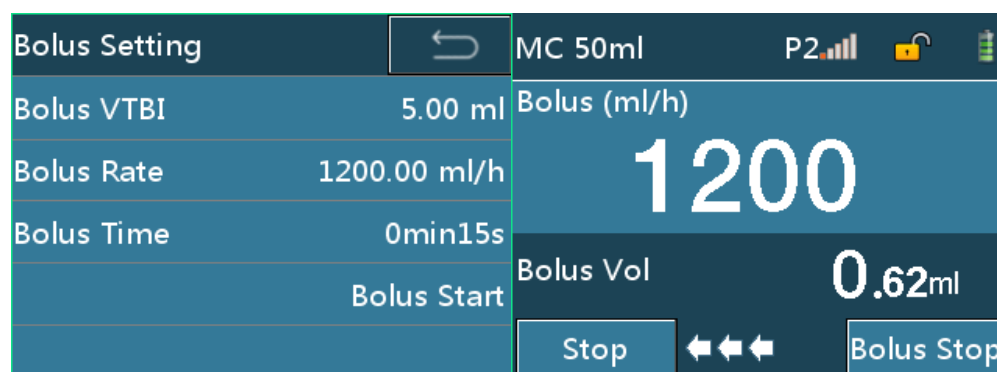 Bolus Setting
Bolus VTBI 5.00 ml
Bolus Rate 1200.00 ml/h
Bolus Time 0min15s
Bolus Start
MC 50ml P2
Bolus (ml/h)
1200
Bolus Vol 0.62ml
Stop Bolus Stop